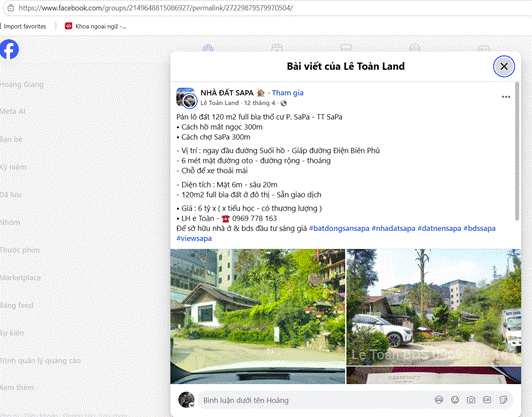 https://www.facebook.com/groups/2149648815086927/permalink/27229879579970504/
Import favorites
Khoa ngoại ngữ -...
Hoàng Giang
Meta AI
Bạn bè
Kỷ niệm
Đã lưu
Nhóm
Thước phim
Marketplace
Bảng feed
Sự kiện
Trình quản lý quảng cáo
Xem thêm
Bài viết của Lê Toàn Land
NHÀ ĐẤT SAPA 🏠 · Tham gia
Lê Toàn Land · 12 tháng 4 ·
Pán lô đất 120 m2 full bìa thổ cư P. SaPa - TT SaPa
• Cách hồ mắt ngọc 300m
• Cách chợ SaPa 300m
- Vị trí : ngay đầu đường Suối hồ - Giáp đường Điện Biên Phủ
- 6 mét mặt đường oto - đường rộng - thoáng
- Chỗ để xe thoải mái
- Diện tích : Mặt 6m - sâu 20m
- 120m2 full bìa đất ở đô thị - Sẵn giao dịch
• Giá : 6 tỷ x ( x tiểu học - có thương lượng )
• LH e Toàn - ☎️ 0969 778 163
Để sở hữu nhà ở & bds đầu tư sáng giá #batdongsansapa #nhadatsapa #datnensapa #bdssapa
#viewsapa
Lê Toàn BDS 0969 778 163
Bình luận dưới tên Hoàng